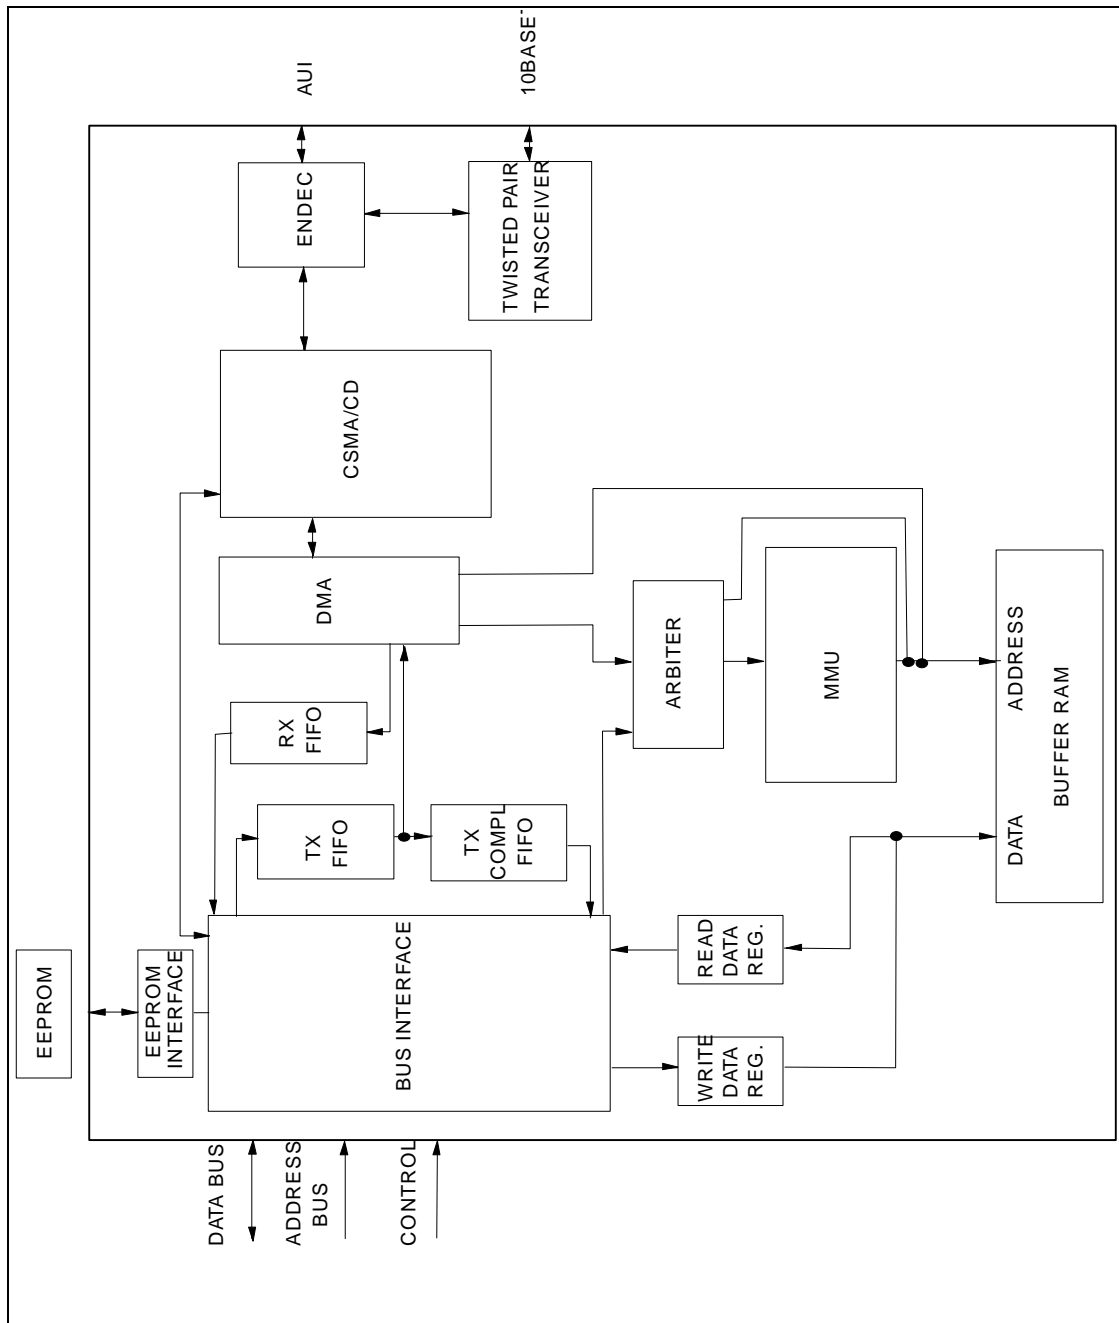 EEPROM
EEPROM
INTERFACE
DATA BUS
ADDRESS
BUS
CONTROL
BUS INTERFACE
TX
FIFO
RX
FIFO
TX
COMPL
FIFO
DMA
CSMA/CD
ENDEC
AUI
TWISTED PAIR
TRANSCEIVER
10BASE
WRITE
DATA
REG.
READ
DATA
REG.
ARBITER
MMU
DATA
ADDRESS
BUFFER RAM